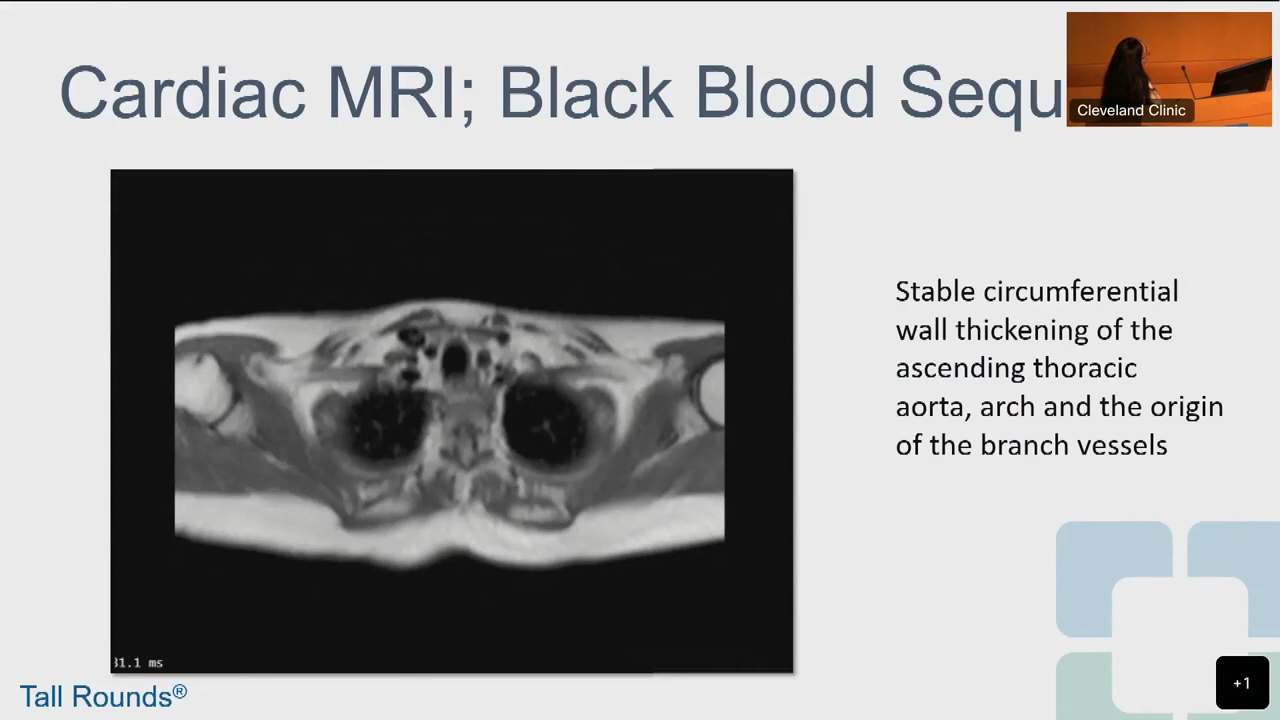 Cardiac MRI; Black Blood Sequ
Cleveland Clinic
Stable circumferential
wall thickening of the
ascending thoracic
aorta, arch and the origin
of the branch vessels
31.1 ms
Tall Rounds®
+1